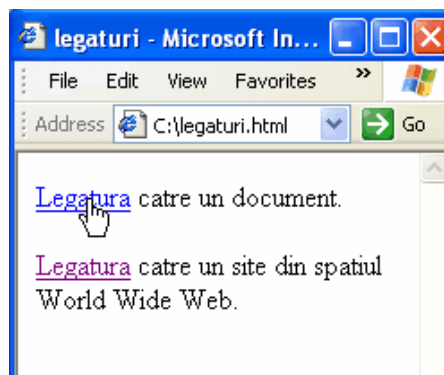 legaturi - Microsoft In...
File Edit View Favorites »
Address C:\legaturi.html Go
Legatura catre un document.
Legatura catre un site din spatiul
World Wide Web.